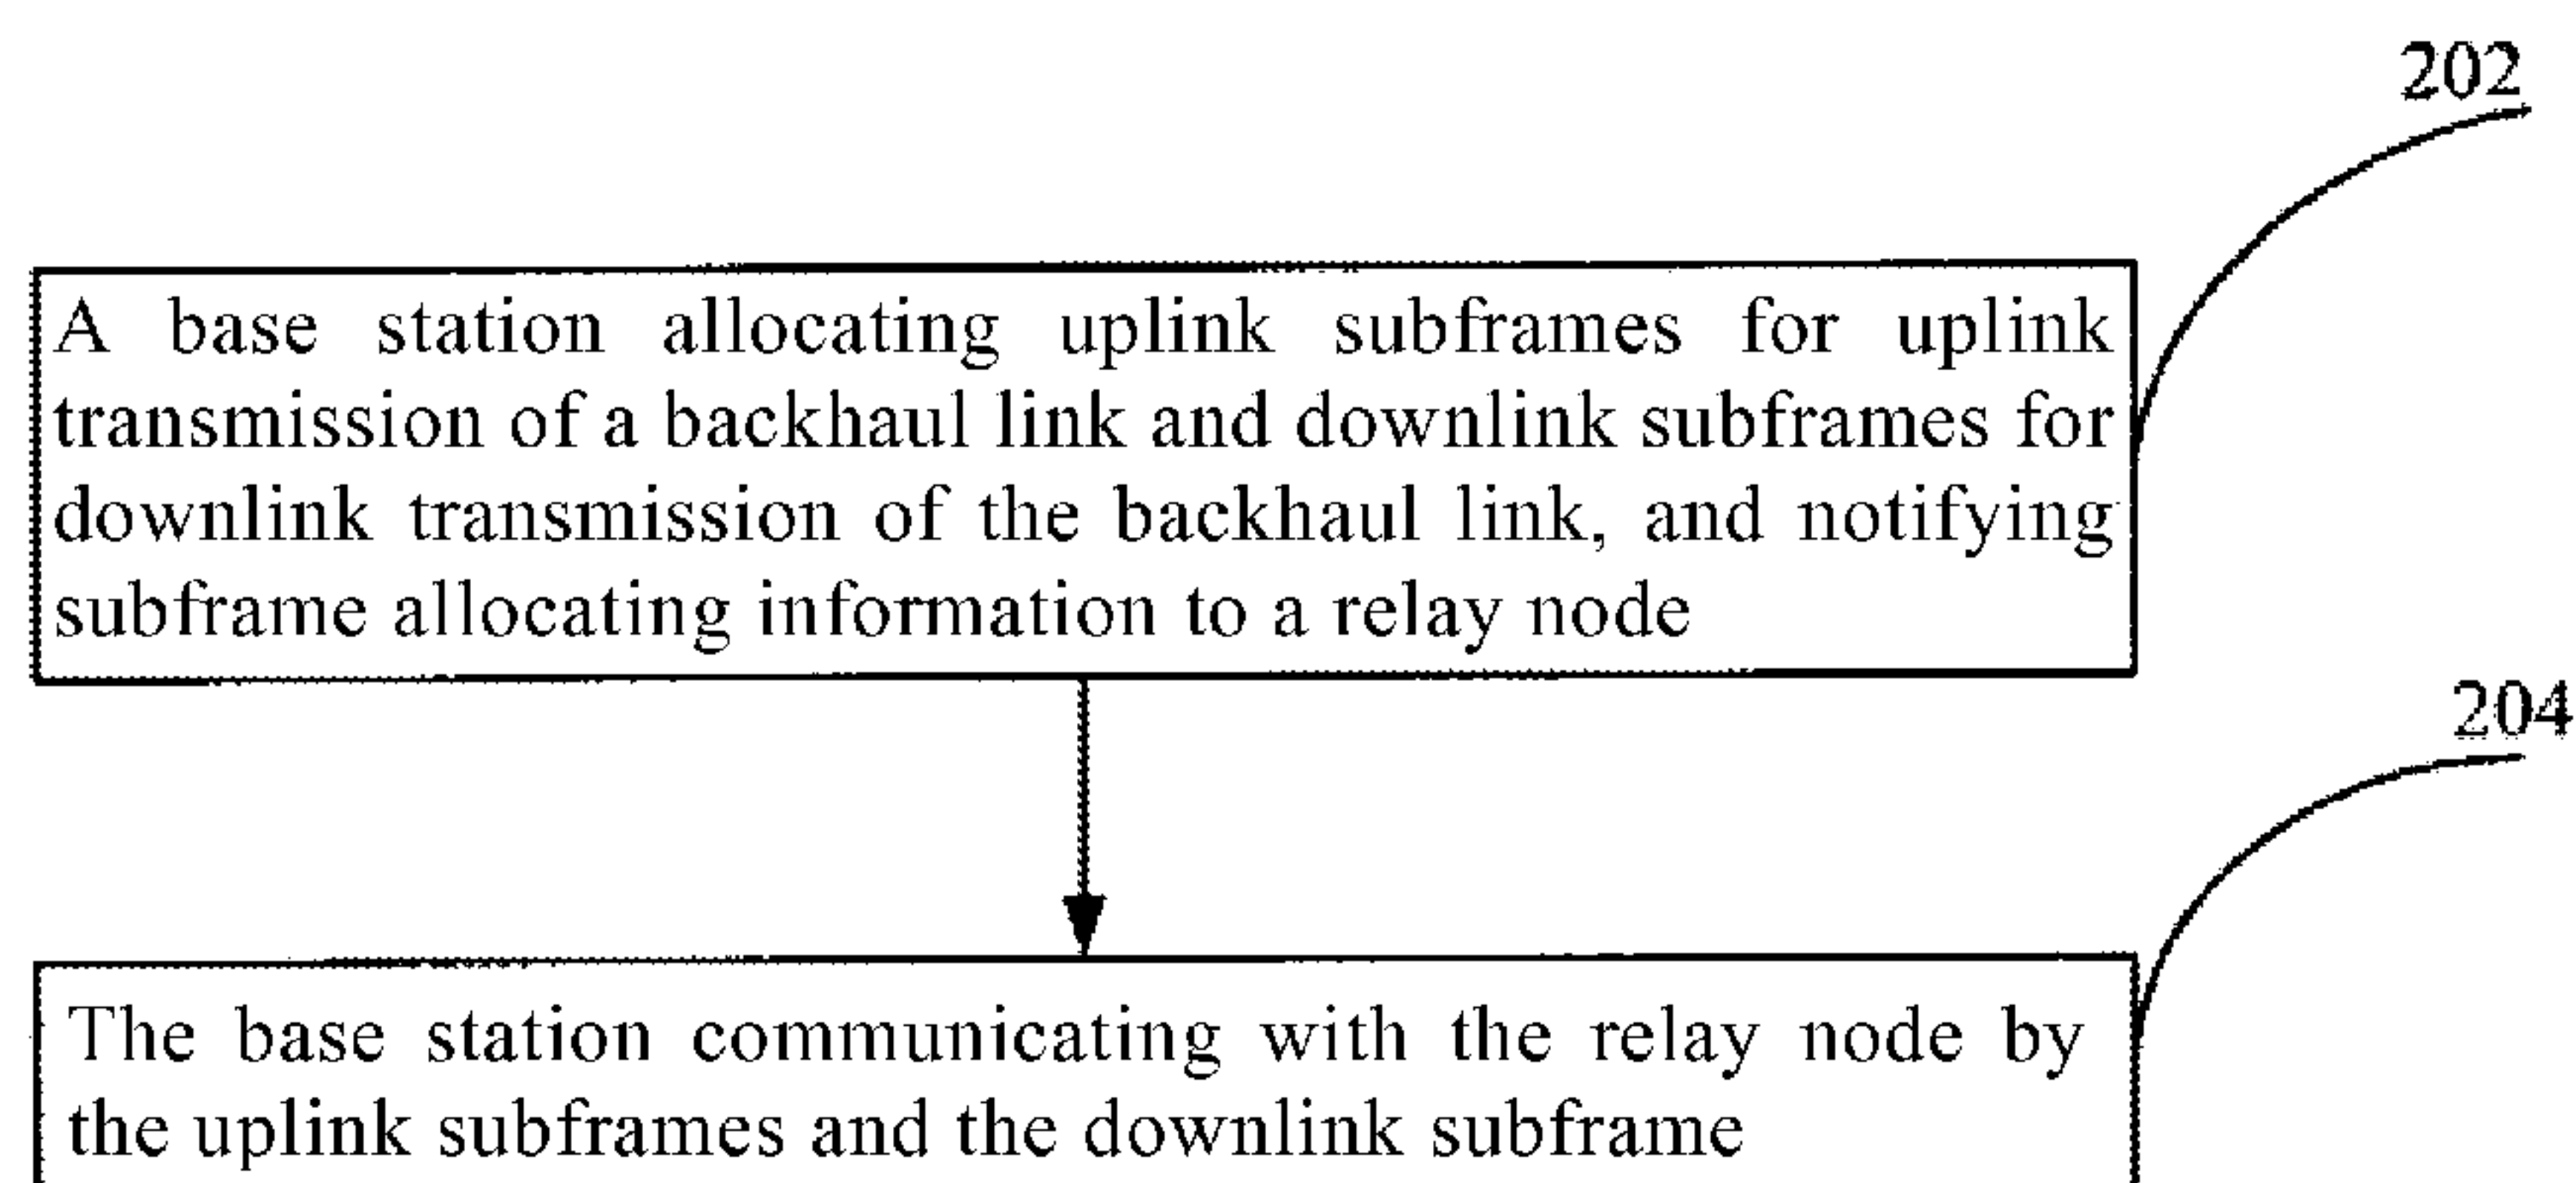 202
A base station allocating uplink subframes for uplink
transmission of a backhaul link and downlink subframes for
downlink transmission of the backhaul link, and notifying
subframe allocating information to a relay node
204
The base station communicating with the relay node by
the uplink subframes and the downlink subframe